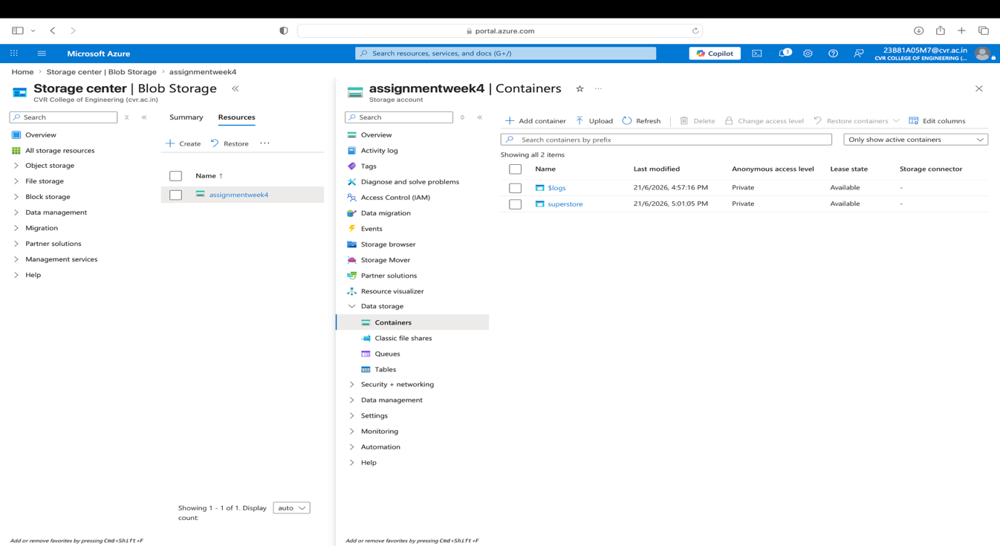 portal.azure.com
Microsoft Azure
Search resources, services, and docs (G+/)
Copilot
3
23B81A05M7@cvr.ac.in
CVR COLLEGE OF ENGINEERING (...
Home > Storage center | Blob Storage > assignmentweek4
Storage center | Blob Storage
CVR College of Engineering (cvr.ac.in)
Search
Overview
All storage resources
Object storage
File storage
Block storage
Data management
Migration
Partner solutions
Management services
Help
Summary Resources
Create Restore ...
Name ↑
assignmentweek4
Showing 1 - 1 of 1. Display count: auto
Add or remove favorites by pressing Cmd+Shift+F
assignmentweek4 | Containers
Storage account
Search
Overview
Activity log
Tags
Diagnose and solve problems
Access Control (IAM)
Data migration
Events
Storage browser
Storage Mover
Partner solutions
Resource visualizer
Data storage
Containers
Classic file shares
Queues
Tables
Security + networking
Data management
Settings
Monitoring
Automation
Help
Add or remove favorites by pressing Cmd+Shift+F
Add container Upload Refresh Delete Change access level Restore containers Edit columns
Search containers by prefix
Only show active containers
Showing all 2 items
Name Last modified Anonymous access level Lease state Storage connector
$logs 21/6/2026, 4:57:16 PM Private Available -
superstore 21/6/2026, 5:01:05 PM Private Available -